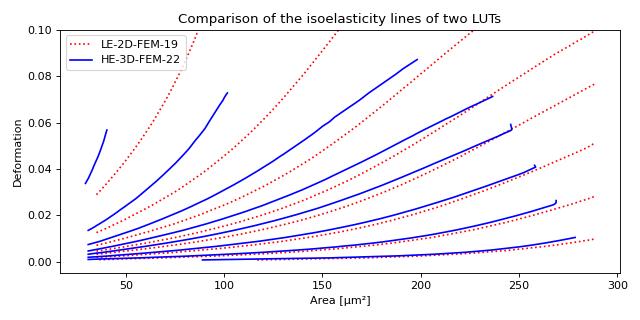 Comparison of the isoelasticity lines of two LUTs
LE-2D-FEM-19
HE-3D-FEM-22
Deformation
0.10
0.08
0.06
0.04
0.02
0.00
50 100 150 200 250 300
Area [µm²]